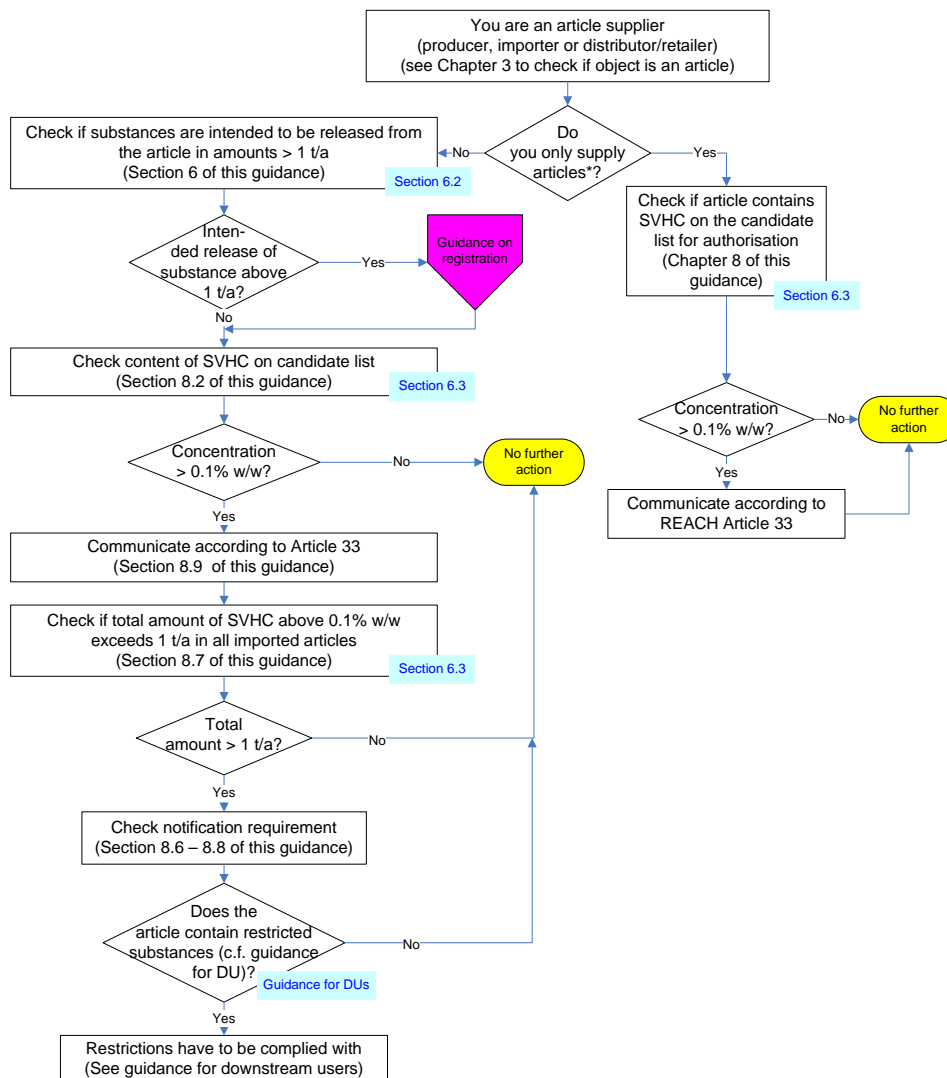 You are an article supplier
(producer, importer or distributor/retailer)
(see Chapter 3 to check if object is an article)
Do
you only supply
articles*?
No
Yes
Check if substances are intended to be released from
the article in amounts > 1 t/a
(Section 6 of this guidance)
Section 6.2
Check if article contains
SVHC on the candidate
list for authorisation
(Chapter 8 of this
guidance)
Section 6.3
Inten-
ded release of
substance above
1 t/a?
Yes
Guidance on
registration
No
Check content of SVHC on candidate list
(Section 8.2 of this guidance)
Section 6.3
Concentration
> 0.1% w/w?
No
No further
action
Yes
Communicate according to
REACH Article 33
Concentration
> 0.1% w/w?
No
No further
action
Yes
Communicate according to Article 33
(Section 8.9  of this guidance)
Check if total amount of SVHC above 0.1% w/w
exceeds 1 t/a in all imported articles
(Section 8.7 of this guidance)
Section 6.3
Total
amount > 1 t/a?
No
Yes
Check notification requirement
(Section 8.6 – 8.8 of this guidance)
Does the
article contain restricted
substances (c.f. guidance
for DU)?
No
Guidance for DUs
Yes
Restrictions have to be complied with
(See guidance for downstream users)